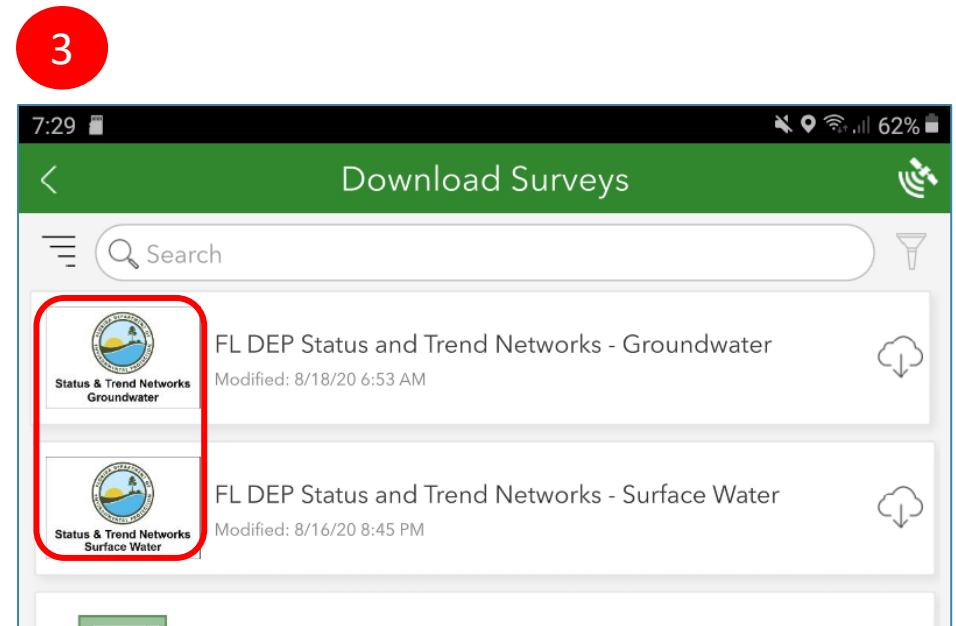 3
7:29
62%
Download Surveys
Search
FL DEP Status and Trend Networks - Groundwater
Modified: 8/18/20 6:53 AM
Status & Trend Networks
Groundwater
FL DEP Status and Trend Networks - Surface Water
Modified: 8/16/20 8:45 PM
Status & Trend Networks
Surface Water